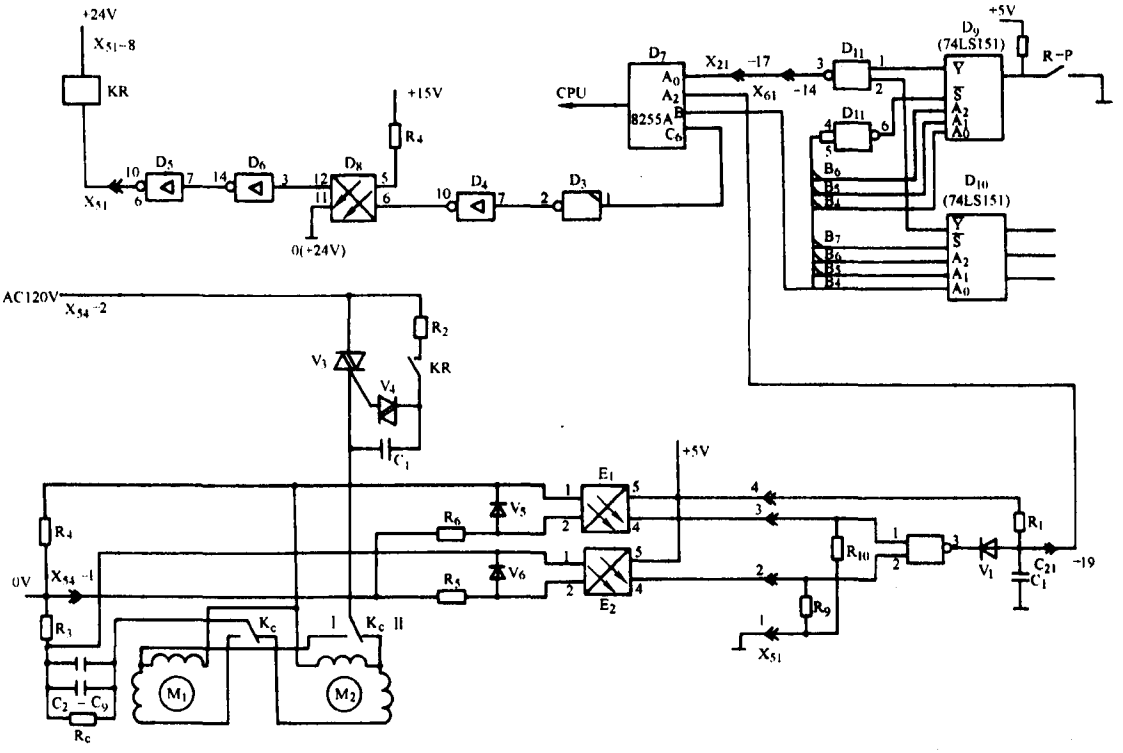 +24V
X51-8
KR
+15V
R4
D5
D6
D8
10
6
7
14
3
12
11
5
6
X51
0(+24V)
10
D4
7
2
D3
1
CPU
D7
8255A
A0
A2
B
C6
X21
-17
X61
-14
D11
3
1
2
D11
4
5
6
B6
B5
B4
B7
B6
B5
B4
D9
(74LS151)
Y
S
A2
A1
A0
+5V
R-P
D10
(74LS151)
Y
S
A2
A1
A0
AC120V
X54-2
R2
V3
KR
V4
C1
+5V
E1
1
2
5
4
V5
R6
R4
0V
X54-1
R5
V6
E2
1
2
5
4
4
3
2
1
X51
R10
R9
1
2
3
V1
R1
C21
C1
-19
R3
Kc
I
Kc
II
C2-C9
Rc
M1
M2